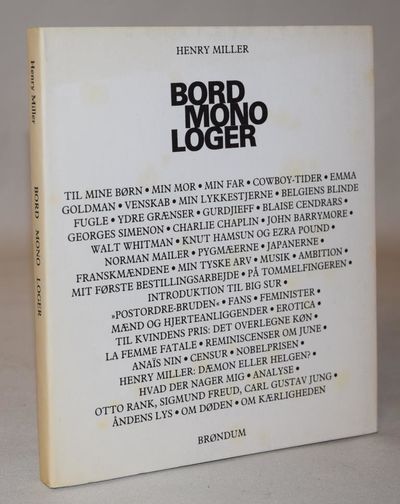 HENRY MILLER
BORD
MONO
LOGER
TIL MINE BØRN • MIN MOR • MIN FAR • COWBOY-TIDER • EMMA
GOLDMAN • VENSKAB • MIN LYKKESTJERNE • BELGIENS BLINDE
FUGLE • YDRE GRÆNSER • GURDJIEFF • BLAISE CENDRARS •
GEORGES SIMENON • CHARLIE CHAPLIN • JOHN BARRYMORE •
WALT WHITMAN • KNUT HAMSUN OG EZRA POUND •
NORMAN MAILER • PYGMÆERNE • JAPANERNE •
FRANSKMÆNDENE • MIN TYSKE ARV • MUSIK • AMBITION •
MIT FØRSTE BESTILLINGSARBEJDE • PÅ TOMMELFINGEREN •
INTRODUKTION TIL BIG SUR •
»POSTORDRE-BRUDEN« • FANS • FEMINISTER •
MÆND OG HJERTEANLIGGENDER • EROTICA •
TIL KVINDENS PRIS: DET OVERLEGNE KØN •
LA FEMME FATALE • REMINISCENSER OM JUNE •
ANAÏS NIN • CENSUR • NOBELPRISEN •
HENRY MILLER: DÆMON ELLER HELGEN? •
HVAD DER NAGER MIG • ANALYSE •
OTTO RANK, SIGMUND FREUD, CARL GUSTAV JUNG •
ÅNDENS LYS • OM DØDEN • OM KÆRLIGHEDEN
BRØNDUM
Henry Miller
BORD MONO LOGER